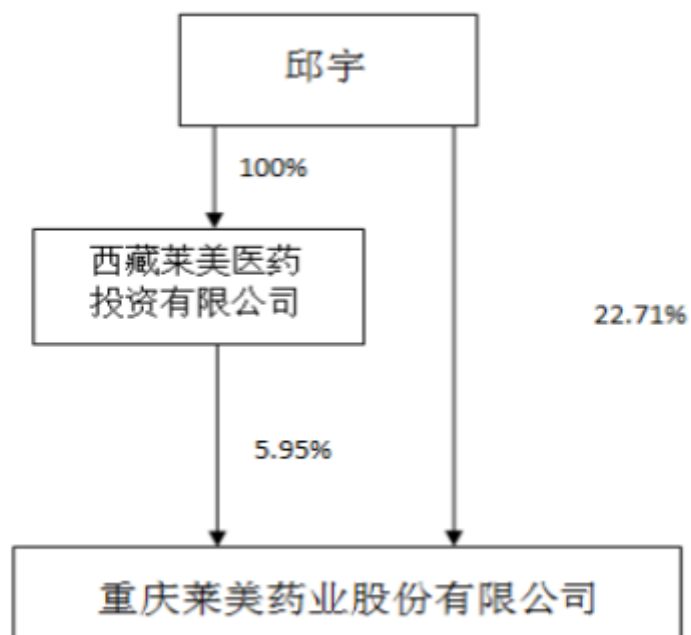 邱宇
100%
西藏莱美医药
投资有限公司
22.71%
5.95%
重庆莱美药业股份有限公司